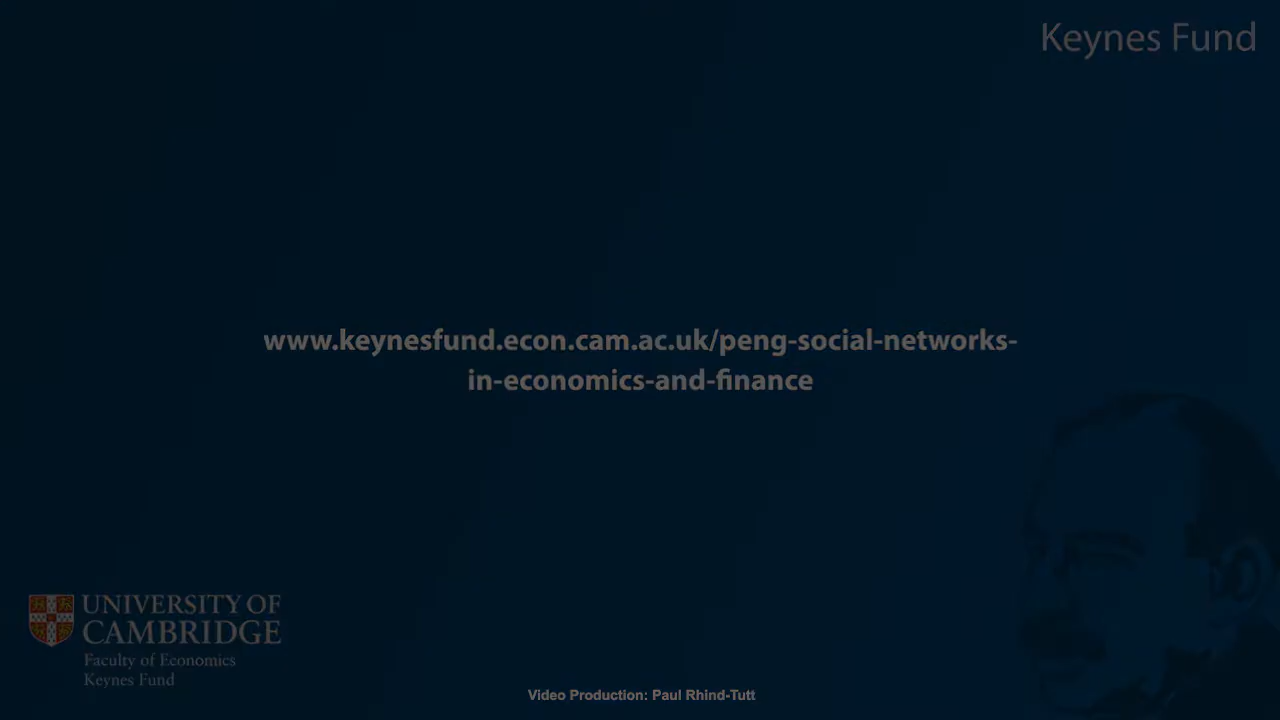 Keynes Fund
www.keynesfund.econ.cam.ac.uk/peng-social-networks-
in-economics-and-finance
UNIVERSITY OF
CAMBRIDGE
Faculty of Economics
Keynes Fund
Video Production: Paul Rhind-Tutt